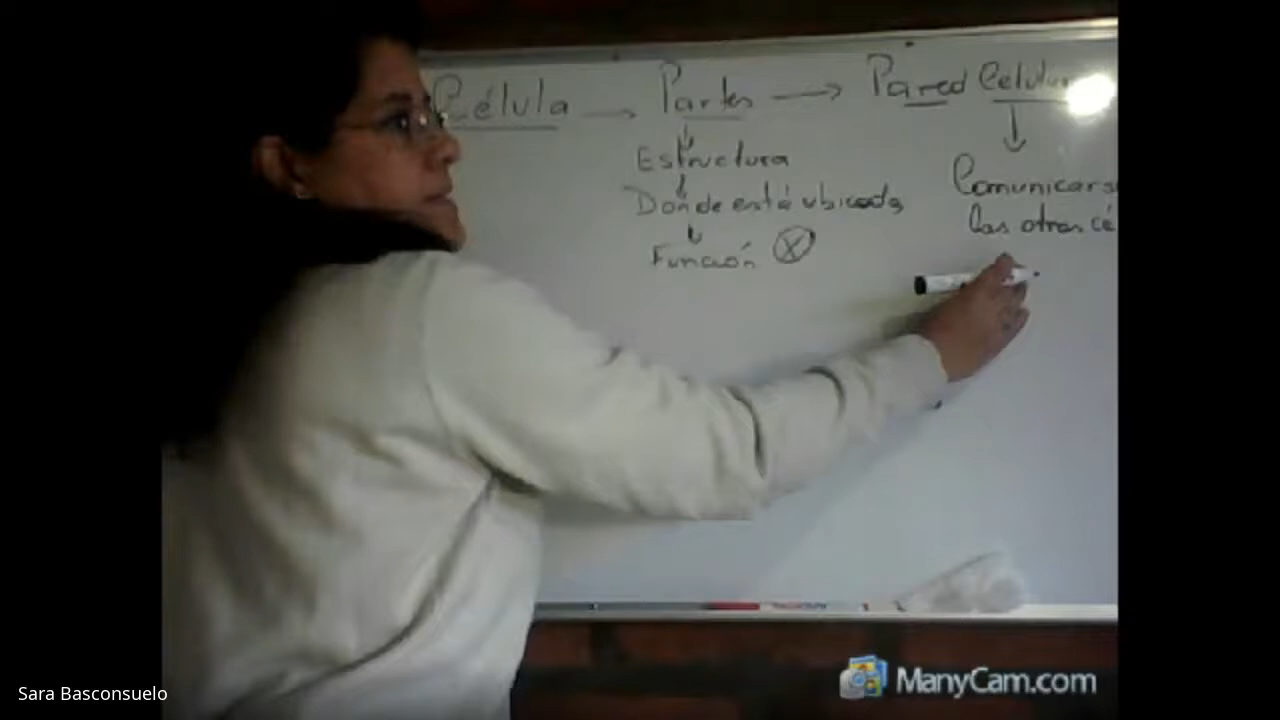 Célula → Partes → Pared Celular
Estructura
Donde está ubicada
Función
Comunicarse
las otras cé
Sara Basconsuelo
ManyCam.com